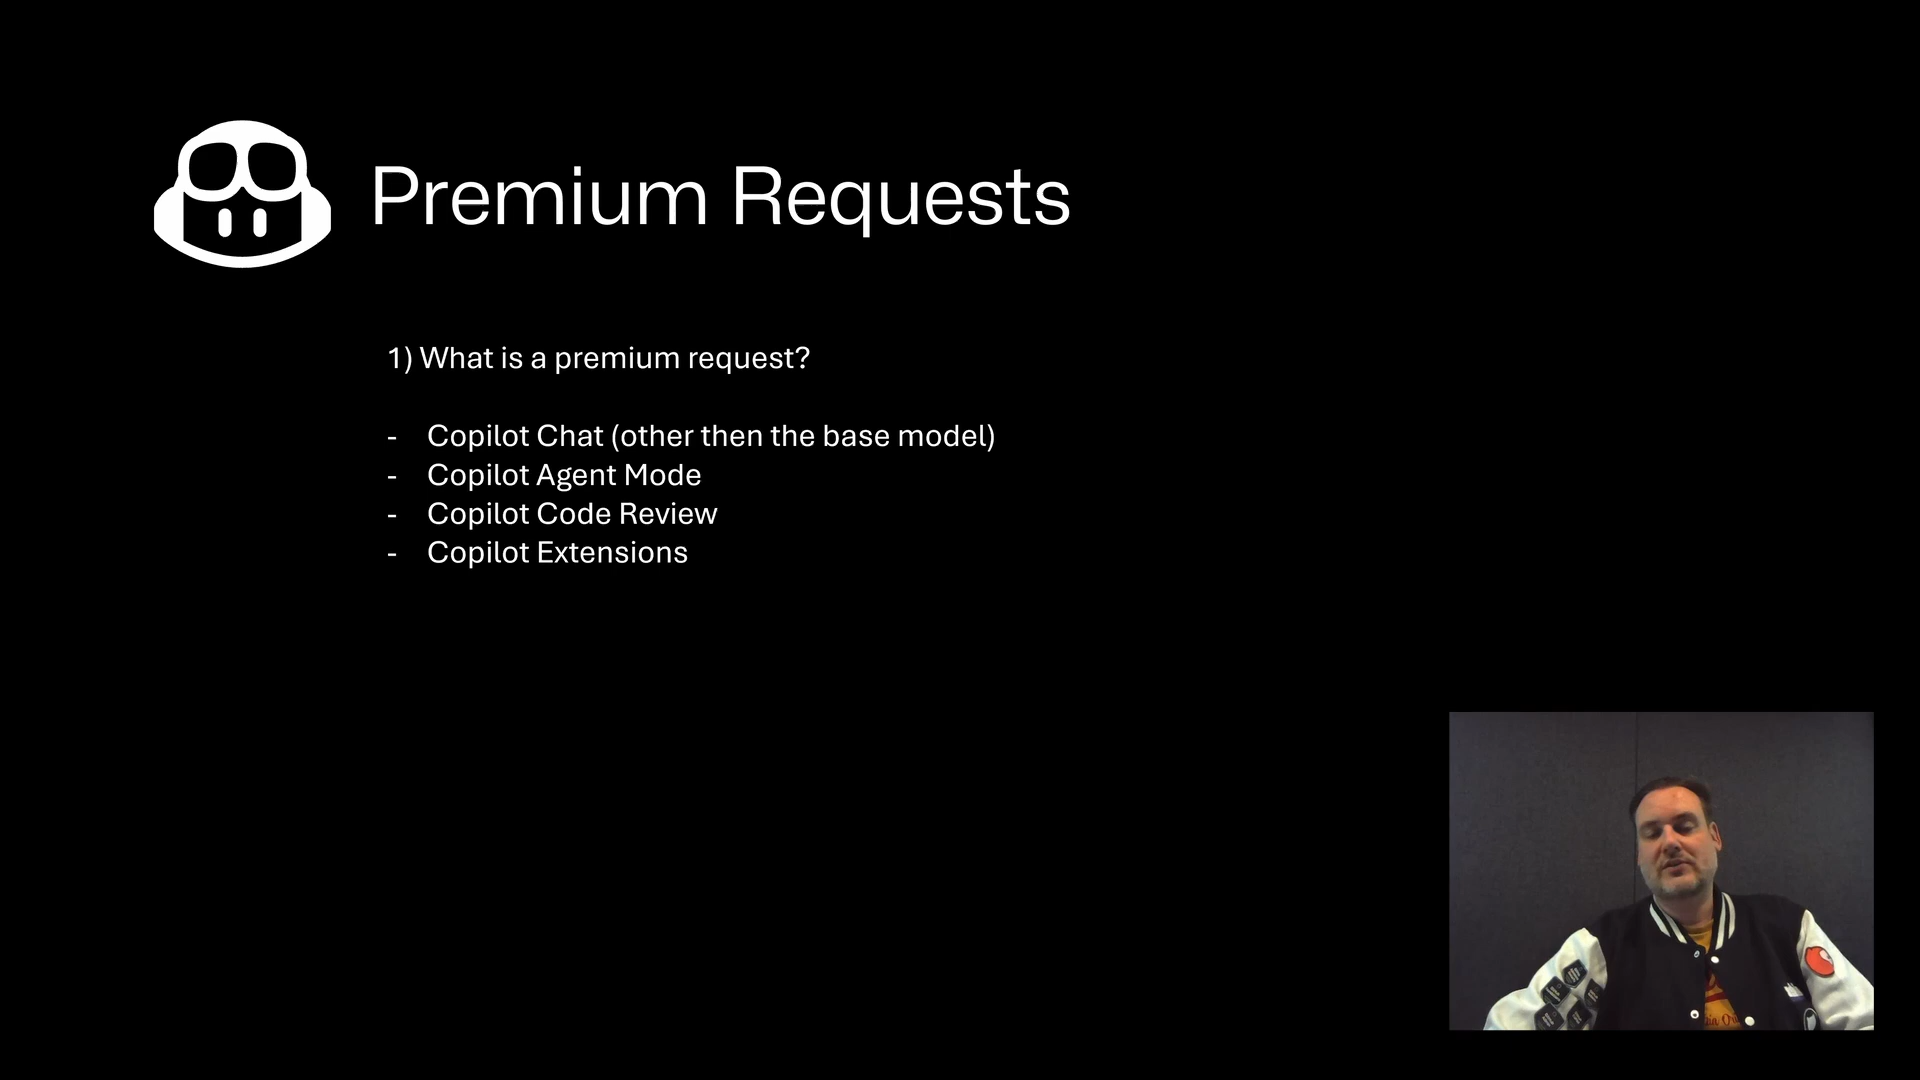 Premium Requests
1) What is a premium request?
- Copilot Chat (other then the base model)
- Copilot Agent Mode
- Copilot Code Review
- Copilot Extensions